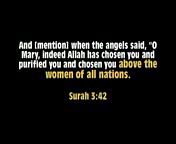 And [mention] when the angels said, "O
Mary, indeed Allah has chosen you and
purified you and chosen you above the
women of all nations.
Surah 3:42